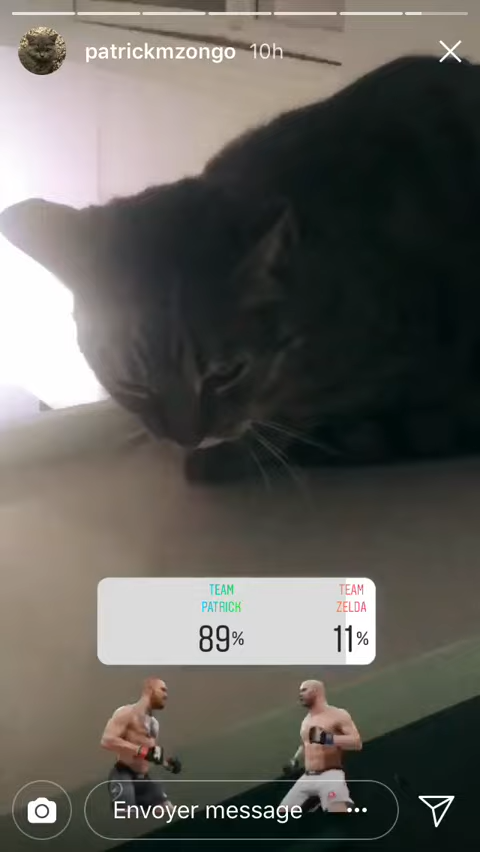 patrickmzongo 10h
TEAM
PATRICK
89%
TEAM
ZELDA
11%
Envoyer message